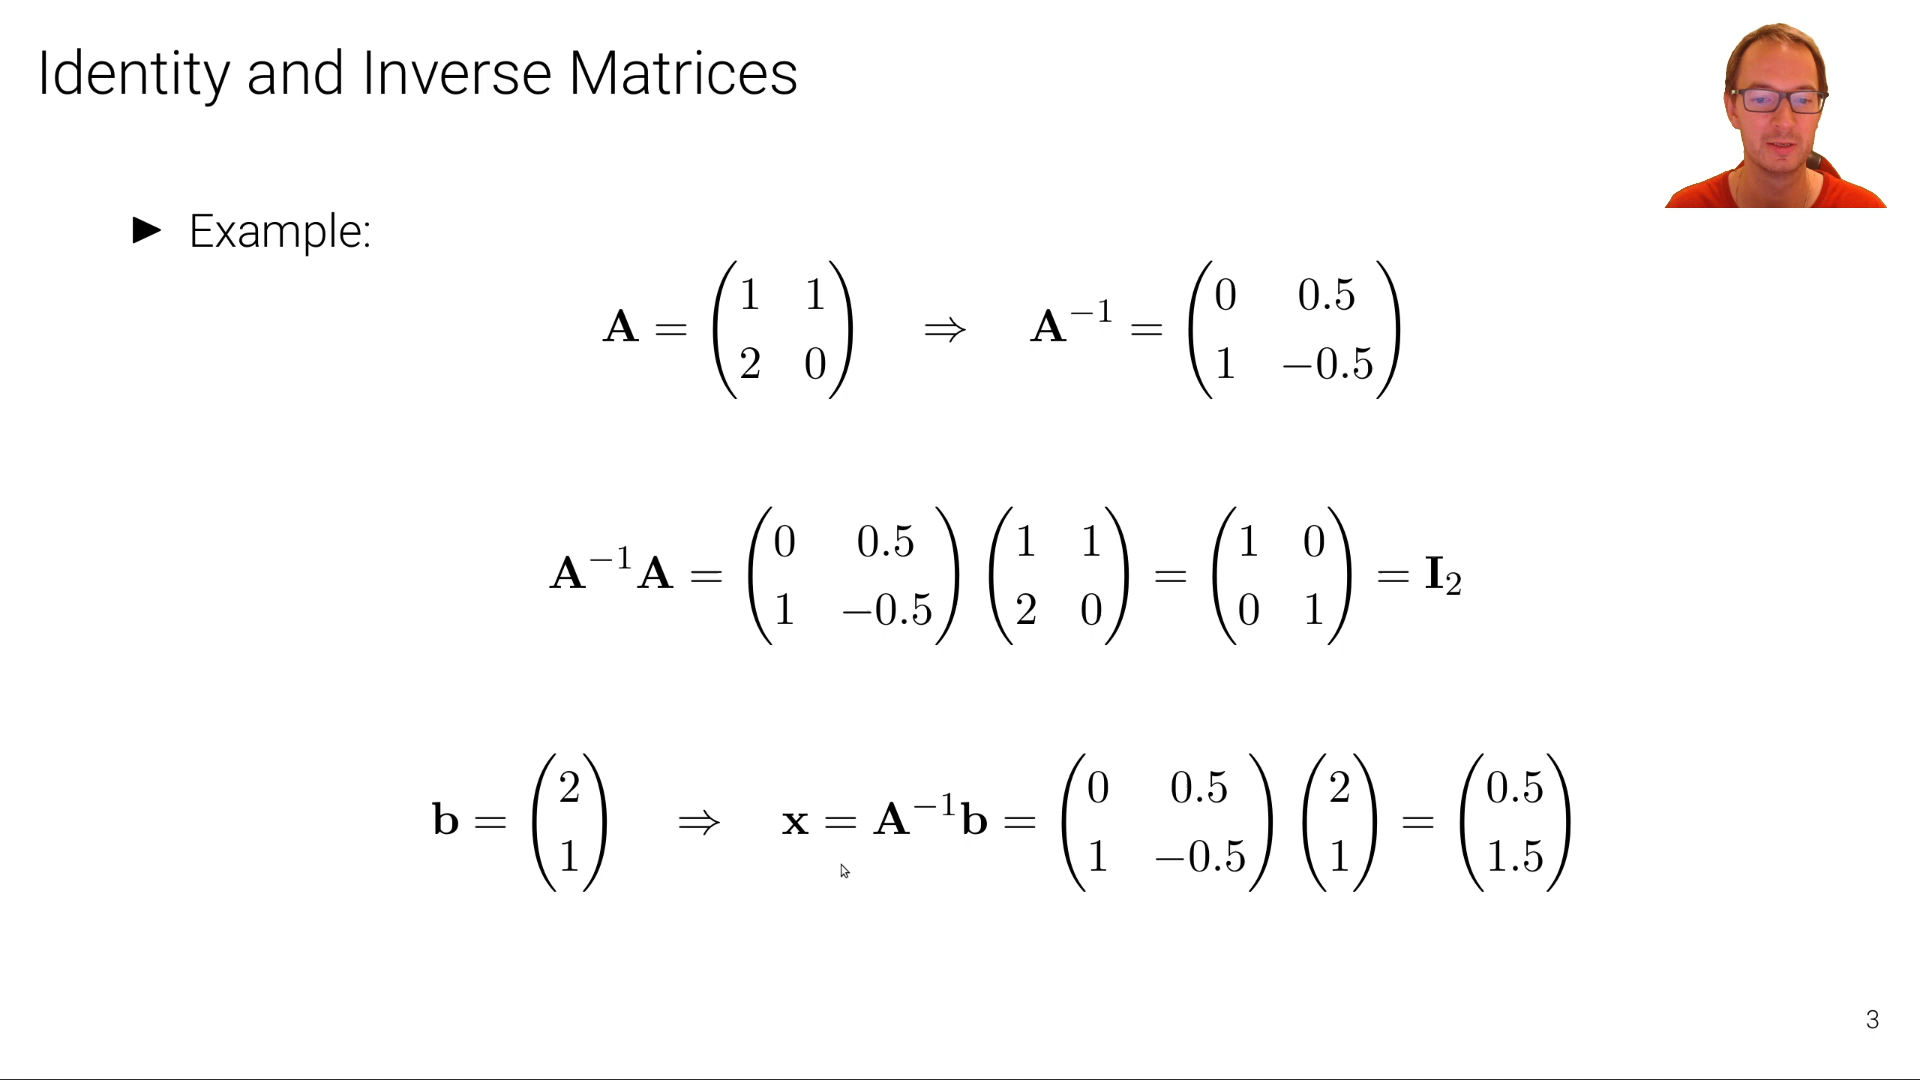 Identity and Inverse Matrices
► Example:
A = (1 1; 2 0) ⇒ A⁻¹ = (0 0.5; 1 −0.5)
A⁻¹A = (0 0.5; 1 −0.5) (1 1; 2 0) = (1 0; 0 1) = I₂
b = (2; 1) ⇒ x = A⁻¹b = (0 0.5; 1 −0.5) (2; 1) = (0.5; 1.5)
3